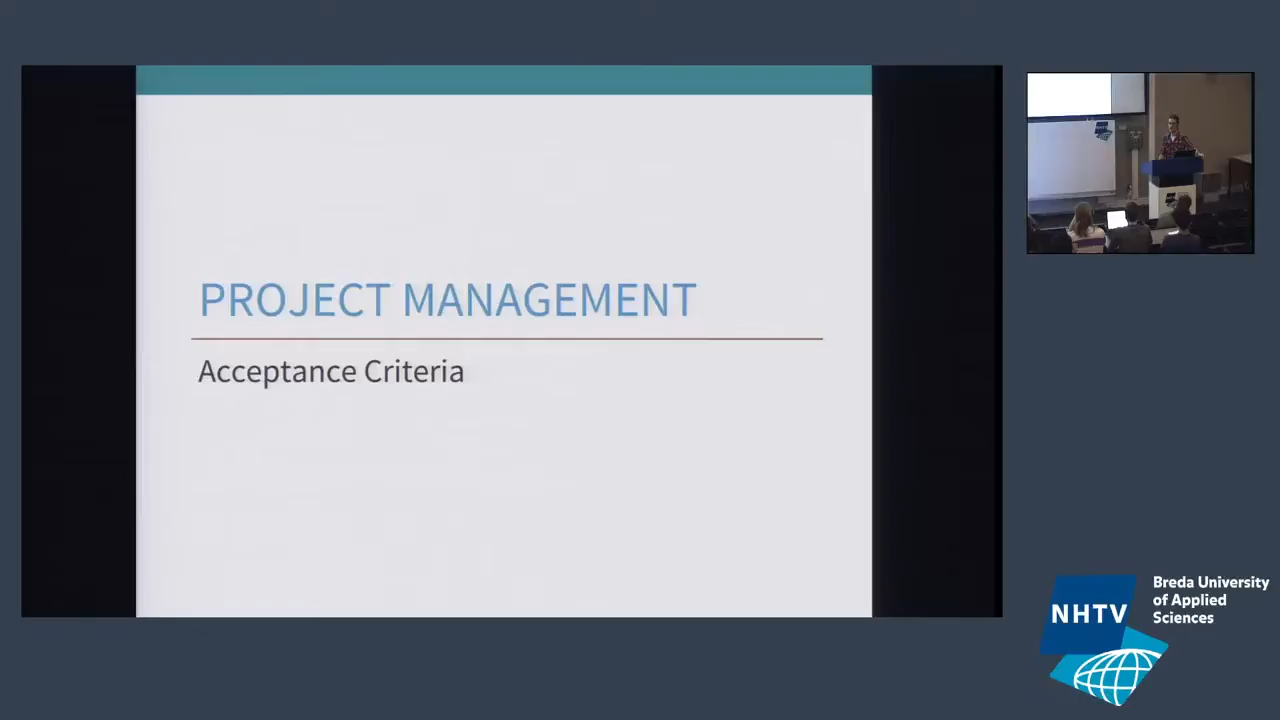 PROJECT MANAGEMENT
Acceptance Criteria
NHTV
Breda University
of Applied
Sciences